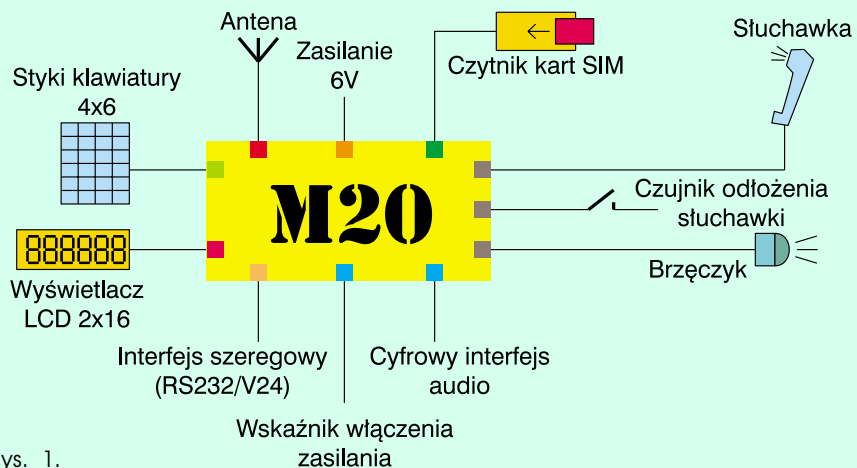 Antena
Zasilanie
6V
Czytnik kart SIM
Słuchawka
Styki klawiatury
4x6
M20
Czujnik odłożenia
słuchawki
888888
Brzęczyk
Wyświetlacz
LCD 2x16
Interfejs szeregowy
(RS232/V24)
Cyfrowy interfejs
audio
Wskaźnik włączenia
zasilania
ys. 1.